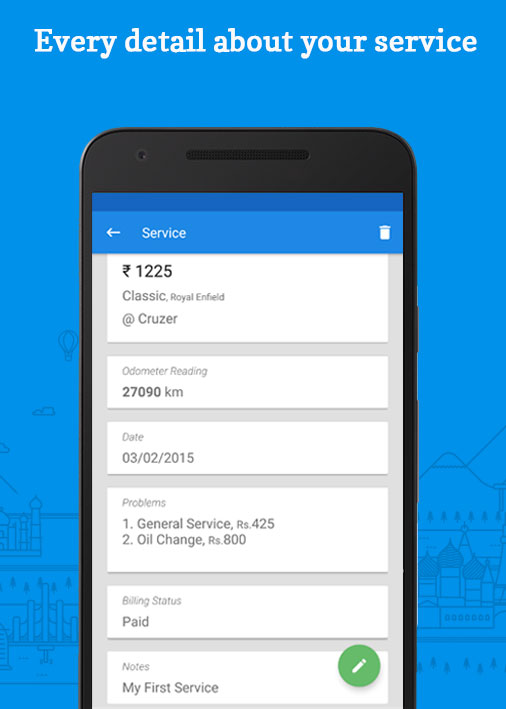 Every detail about your service
Service
₹ 1225
Classic, Royal Enfield
@ Cruzer
Odometer Reading
27090 km
Date
03/02/2015
Problems
1. General Service, Rs.425
2. Oil Change, Rs.800
Billing Status
Paid
Notes
My First Service